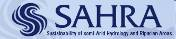 SAHRA
Sustainability of semi-Arid Hydrology and Riparian Areas